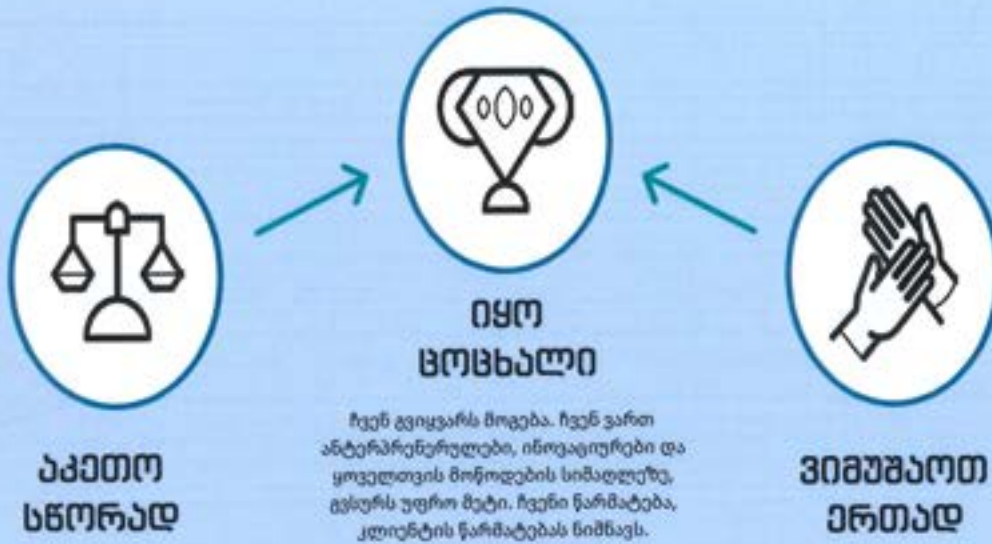 იყო
ცოცხალი
ჩვენ გვიყვარს მოგება. ჩვენ ვართ
ანტერპრენერულები, ინოვაციურები და
ყოველთვის მოწოდების სიმაღლეზე,
გვსურს უფრო მეტი. ჩვენი წარმატება,
კლიენტის წარმატებას ნიშნავს.
აკეთო
სწორად
ვიმუშაოთ
ერთად